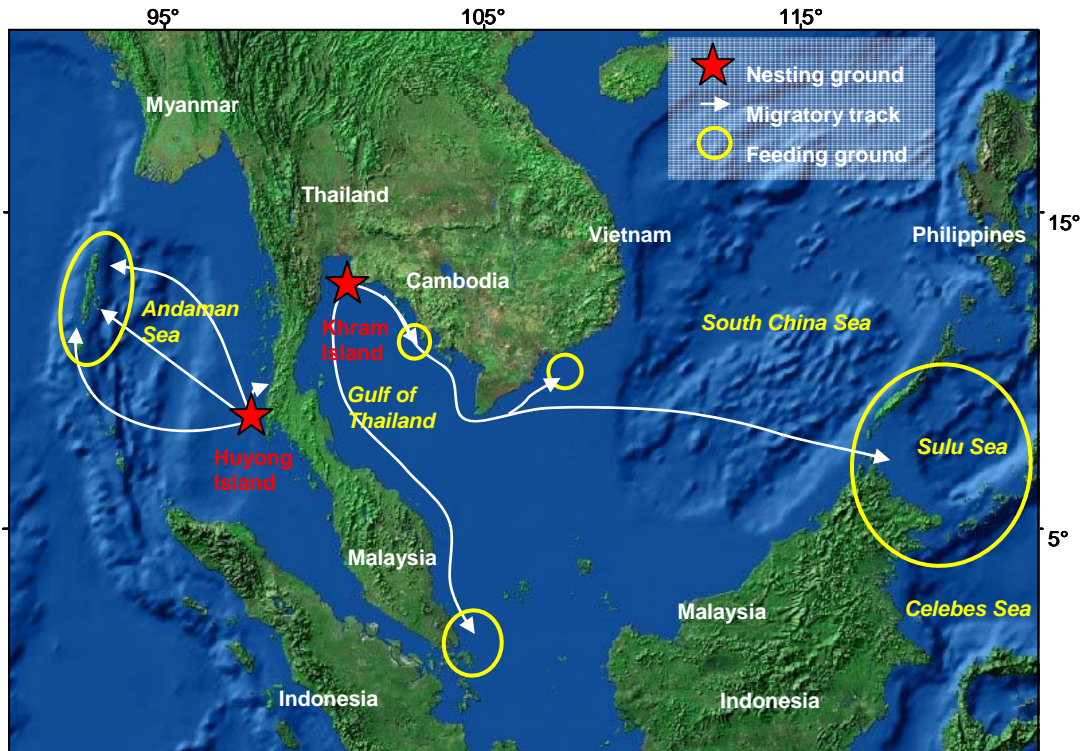 95°
105°
115°
Nesting ground
Migratory track
Feeding ground
Myanmar
Thailand
Vietnam
Philippines
15°
Cambodia
Andaman
Sea
Khram
Island
South China Sea
Gulf of
Thailand
Huyong
Island
Sulu Sea
5°
Malaysia
Malaysia
Celebes Sea
Indonesia
Indonesia